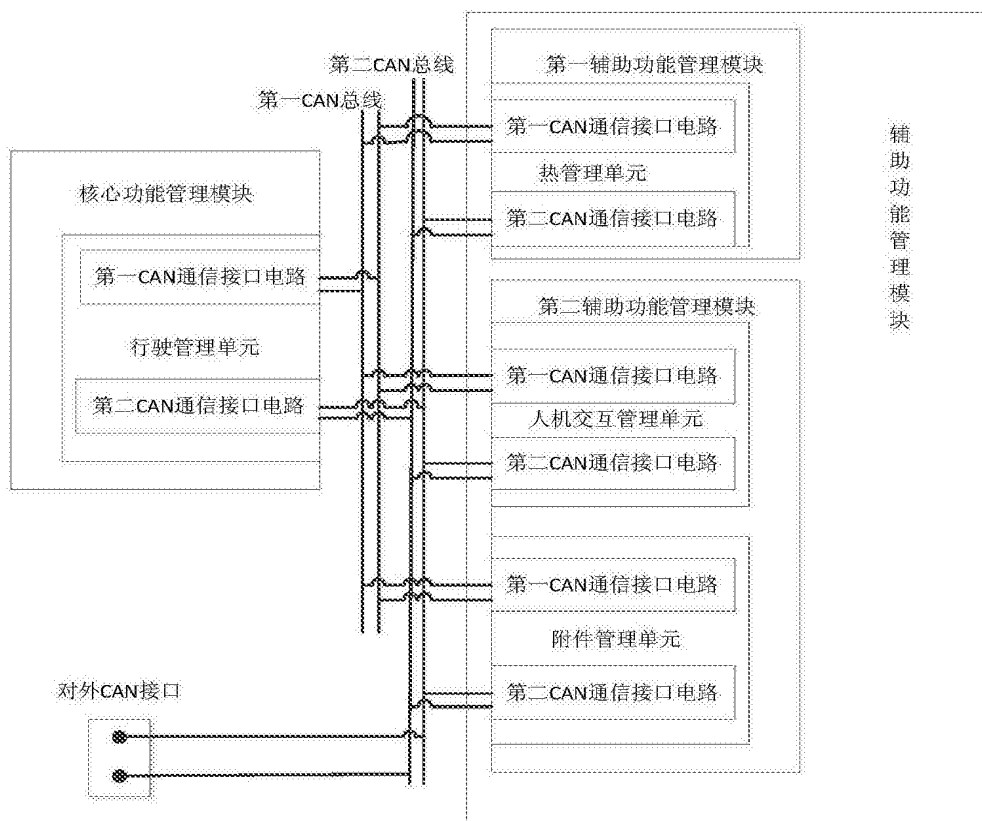 第二CAN总线
第一CAN总线
核心功能管理模块
第一CAN通信接口电路
行驶管理单元
第二CAN通信接口电路
第一辅助功能管理模块
第一CAN通信接口电路
热管理单元
第二CAN通信接口电路
第二辅助功能管理模块
第一CAN通信接口电路
人机交互管理单元
第二CAN通信接口电路
第一CAN通信接口电路
附件管理单元
第二CAN通信接口电路
辅助功能管理模块
对外CAN接口